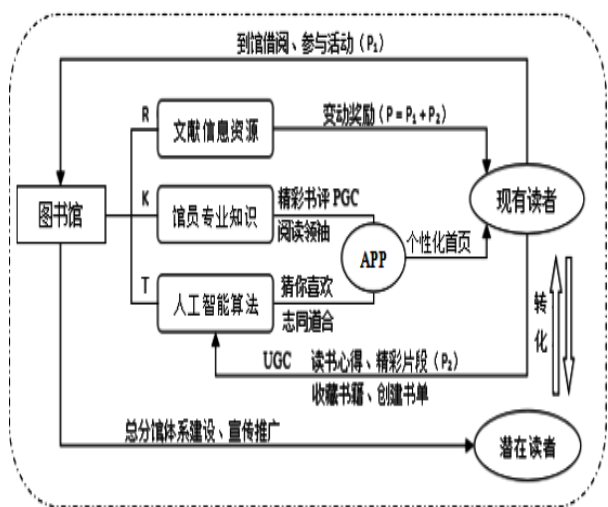 到馆借阅、参与活动（P₁）
R
文献信息资源
变动奖励（P = P₁ + P₂）
现有读者
图书馆
K
馆员专业知识
精彩书评 PGC
阅读领袖
APP
个性化首页
T
人工智能算法
猜你喜欢
志同道合
转化
UGC 读书心得、精彩片段（P₂）
收藏书籍、创建书单
总分馆体系建设、宣传推广
潜在读者